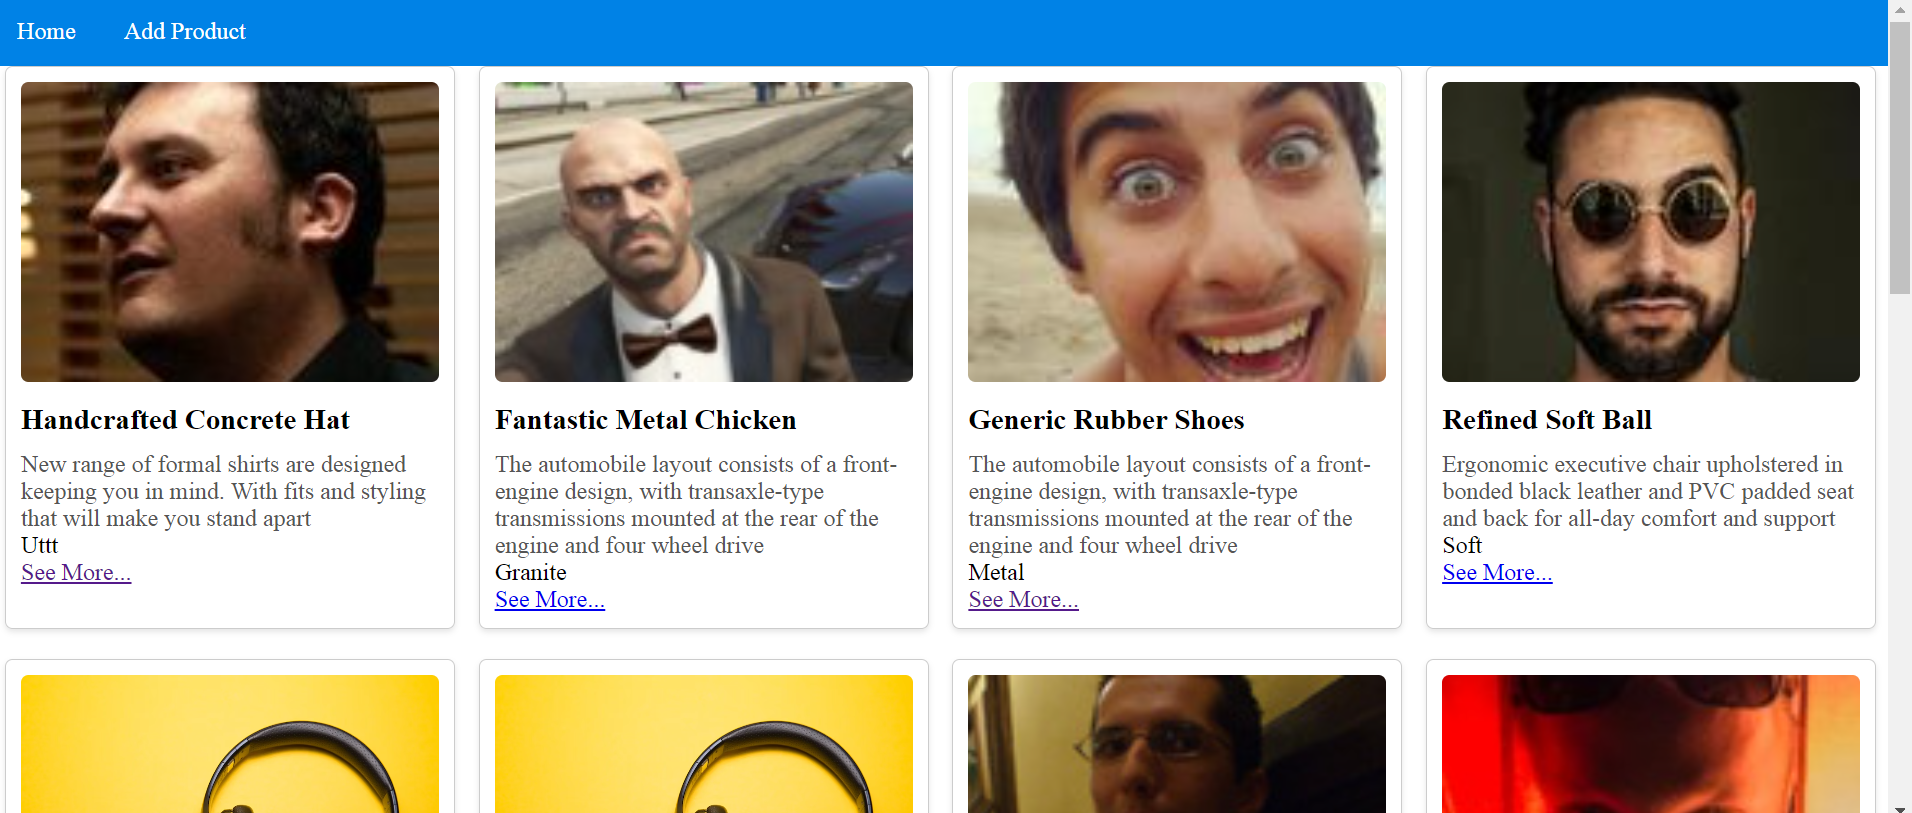 Home Add Product
Handcrafted Concrete Hat
New range of formal shirts are designed
keeping you in mind. With fits and styling
that will make you stand apart
Uttt
See More...
Fantastic Metal Chicken
The automobile layout consists of a front-
engine design, with transaxle-type
transmissions mounted at the rear of the
engine and four wheel drive
Granite
See More...
Generic Rubber Shoes
The automobile layout consists of a front-
engine design, with transaxle-type
transmissions mounted at the rear of the
engine and four wheel drive
Metal
See More...
Refined Soft Ball
Ergonomic executive chair upholstered in
bonded black leather and PVC padded seat
and back for all-day comfort and support
Soft
See More...